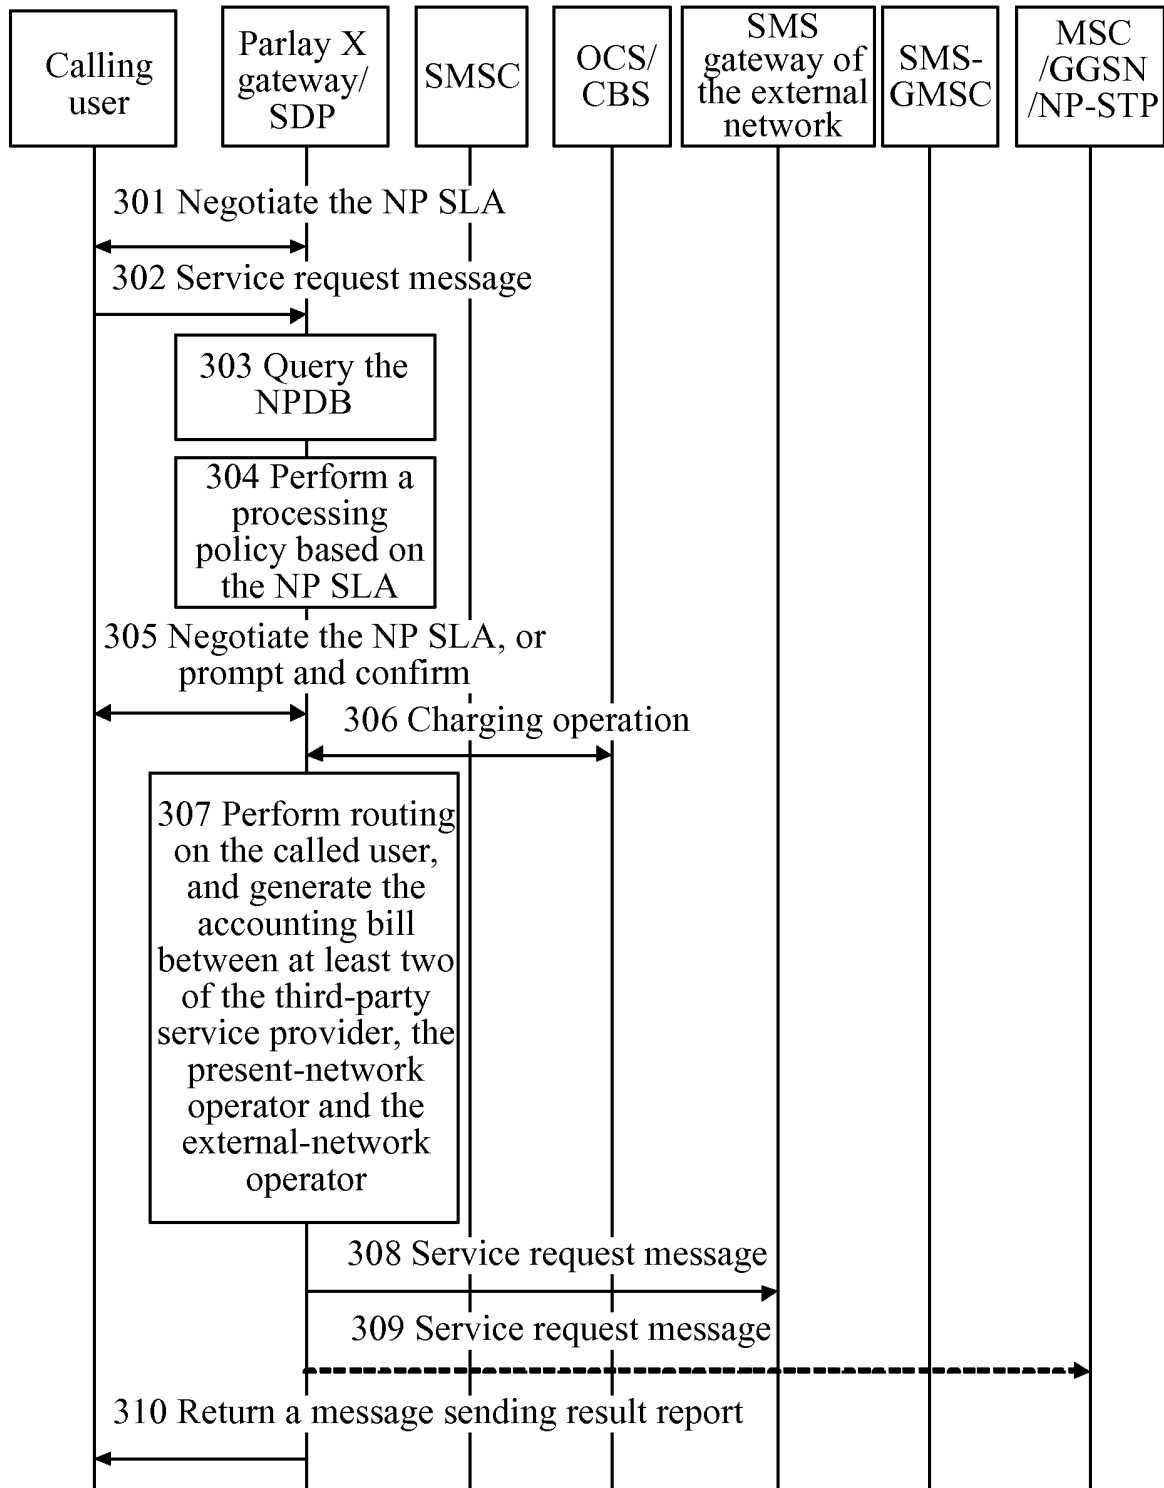 Calling
user
Parlay X
gateway/
SDP
SMSC
OCS/
CBS
SMS
gateway of
the external
network
SMS-
GMSC
MSC
/GGSN
/NP-STP
301 Negotiate the NP SLA
302 Service request message
303 Query the
NPDB
304 Perform a
processing
policy based on
the NP SLA
305 Negotiate the NP SLA, or
prompt and confirm
306 Charging operation
307 Perform routing
on the called user,
and generate the
accounting bill
between at least two
of the third-party
service provider, the
present-network
operator and the
external-network
operator
308 Service request message
309 Service request message
310 Return a message sending result report